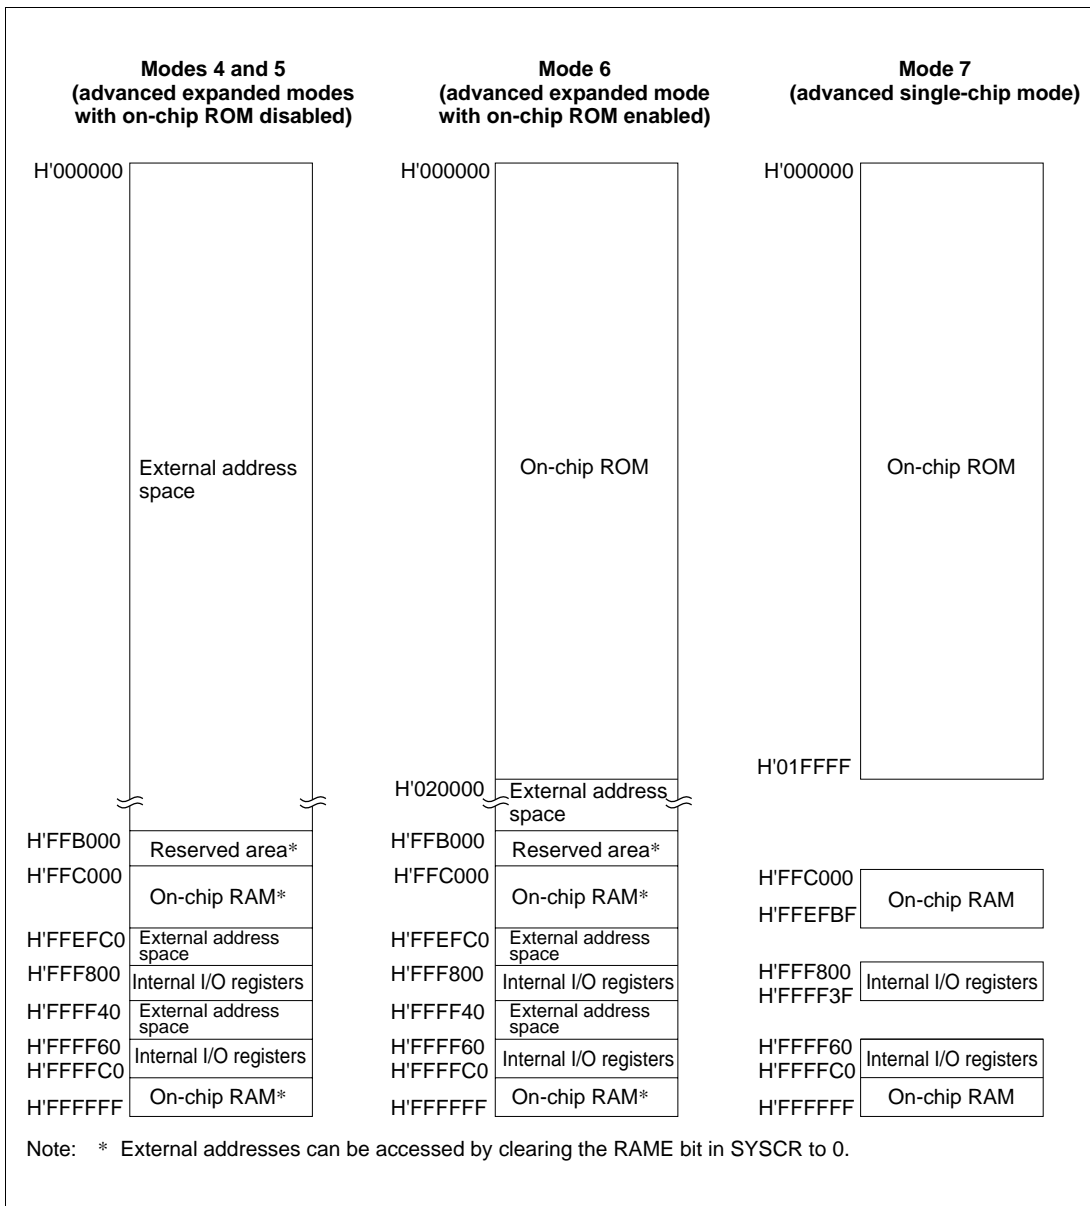 Modes 4 and 5
(advanced expanded modes
with on-chip ROM disabled)
H'000000
External address
space
H'FFB000
Reserved area*
H'FFC000
On-chip RAM*
H'FFEFC0
External address
space
H'FFF800
Internal I/O registers
H'FFFF40
External address
space
H'FFFF60
Internal I/O registers
H'FFFFC0
On-chip RAM*
H'FFFFFF
Mode 6
(advanced expanded mode
with on-chip ROM enabled)
H'000000
On-chip ROM
H'020000
External address
space
H'FFB000
Reserved area*
H'FFC000
On-chip RAM*
H'FFEFC0
External address
space
H'FFF800
Internal I/O registers
H'FFFF40
External address
space
H'FFFF60
Internal I/O registers
H'FFFFC0
On-chip RAM*
H'FFFFFF
Mode 7
(advanced single-chip mode)
H'000000
On-chip ROM
H'01FFFF
H'FFC000
On-chip RAM
H'FFEFBF
H'FFF800
Internal I/O registers
H'FFFF3F
H'FFFF60
Internal I/O registers
H'FFFFC0
On-chip RAM
H'FFFFFF
Note: * External addresses can be accessed by clearing the RAME bit in SYSCR to 0.